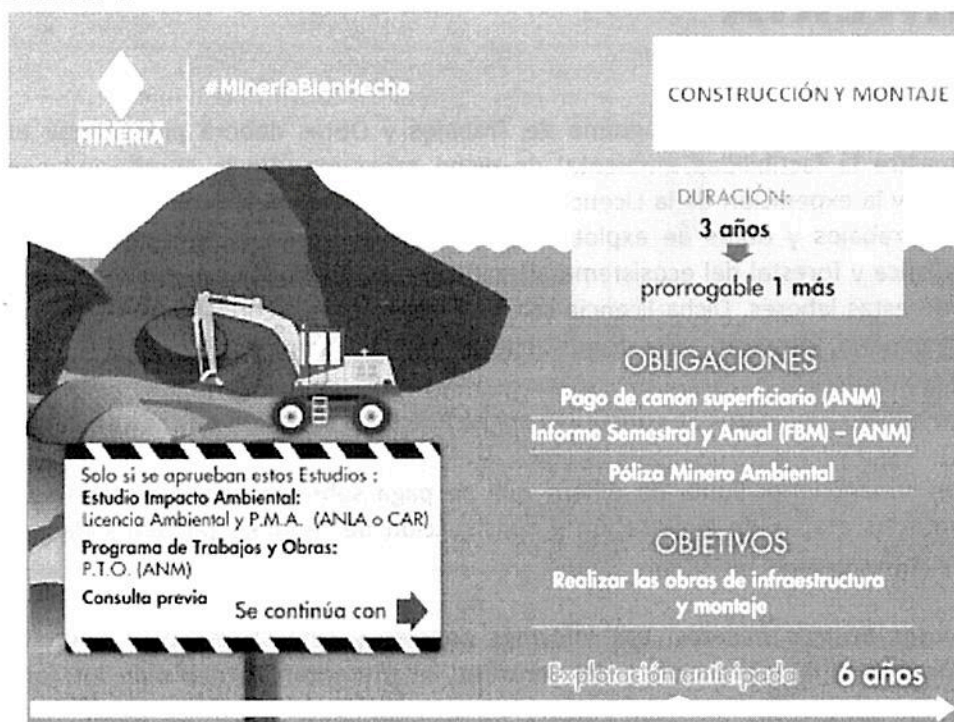 #MineríaBienHecha
MINERÍA
CONSTRUCCIÓN Y MONTAJE
DURACIÓN:
3 años
prorrogable 1 más
OBLIGACIONES
Pago de canon superficiario (ANM)
Informe Semestral y Anual (FBM) – (ANM)
Póliza Minero Ambiental
OBJETIVOS
Realizar las obras de infraestructura
y montaje
Solo si se aprueban estos Estudios :
Estudio Impacto Ambiental:
Licencia Ambiental y P.M.A. (ANLA o CAR)
Programa de Trabajos y Obras:
P.T.O. (ANM)
Consulta previa
Se continúa con
Explotación anticipada 6 años